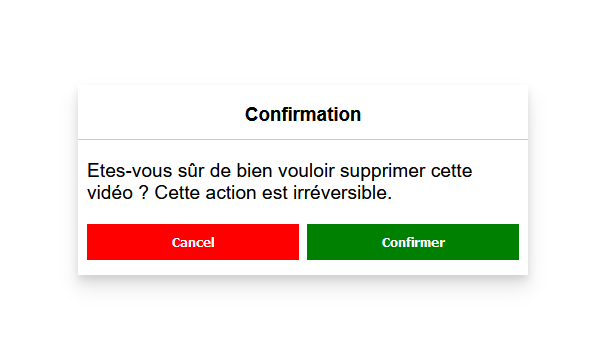 Confirmation
Etes-vous sûr de bien vouloir supprimer cette
vidéo ? Cette action est irréversible.
Cancel
Confirmer